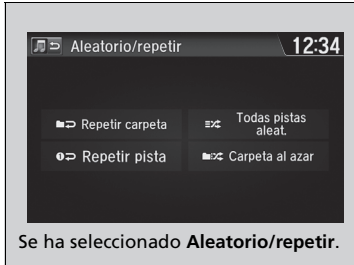 Aleatorio/repetir
12:34
Repetir carpeta
Todas pistas
aleat.
Repetir pista
Carpeta al azar
Se ha seleccionado Aleatorio/repetir.